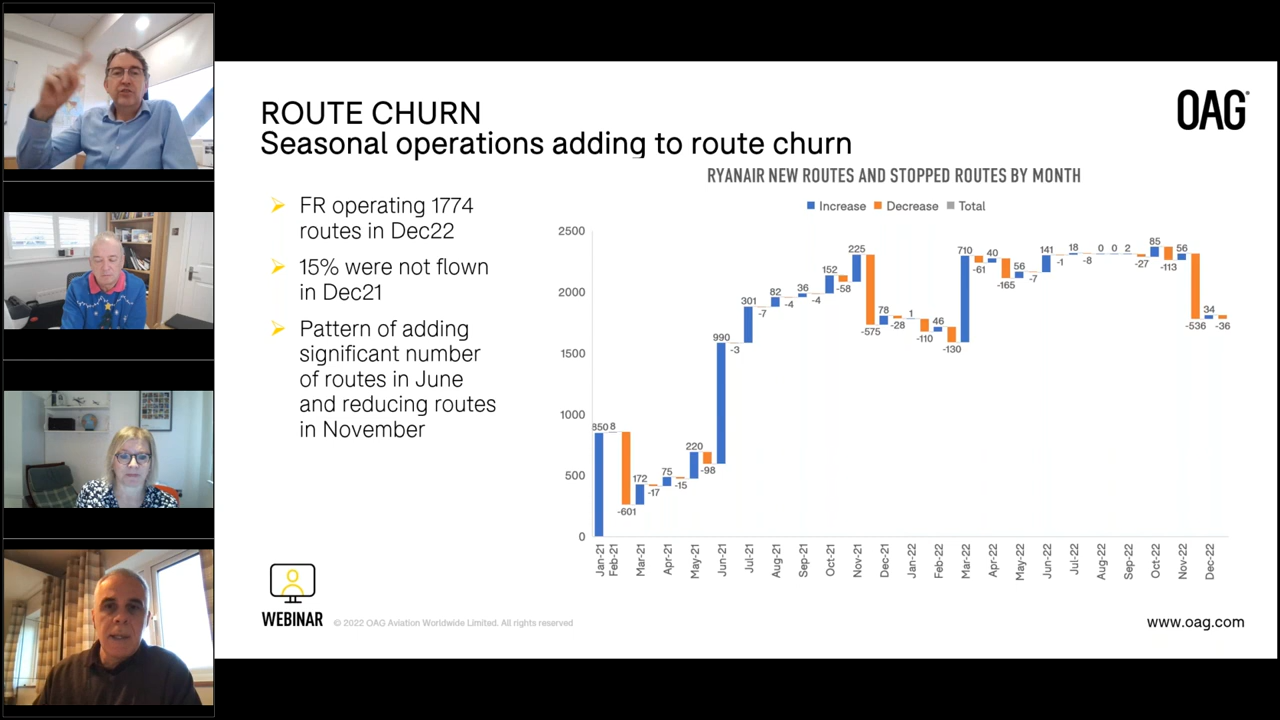 ROUTE CHURN
Seasonal operations adding to route churn
OAG
FR operating 1774
routes in Dec22
15% were not flown
in Dec21
Pattern of adding
significant number
of routes in June
and reducing routes
in November
RYANAIR NEW ROUTES AND STOPPED ROUTES BY MONTH
Increase Decrease Total
2500
2000
1500
1000
500
0
850 8 -601 172 -17 75 -15 220 -98 990 -3 301 -7 82 -4 36 -4 152 -58 225 -575 78 -28 1 -110 46 -130 710 -61 40 -165 56 -7 141 -1 18 -8 0 0 2 -27 85 -113 56 -536 34 -36
Jan-21 Feb-21 Mar-21 Apr-21 May-21 Jun-21 Jul-21 Aug-21 Sep-21 Oct-21 Nov-21 Dec-21 Jan-22 Feb-22 Mar-22 Apr-22 May-22 Jun-22 Jul-22 Aug-22 Sep-22 Oct-22 Nov-22 Dec-22
WEBINAR
© 2022 OAG Aviation Worldwide Limited. All rights reserved
www.oag.com